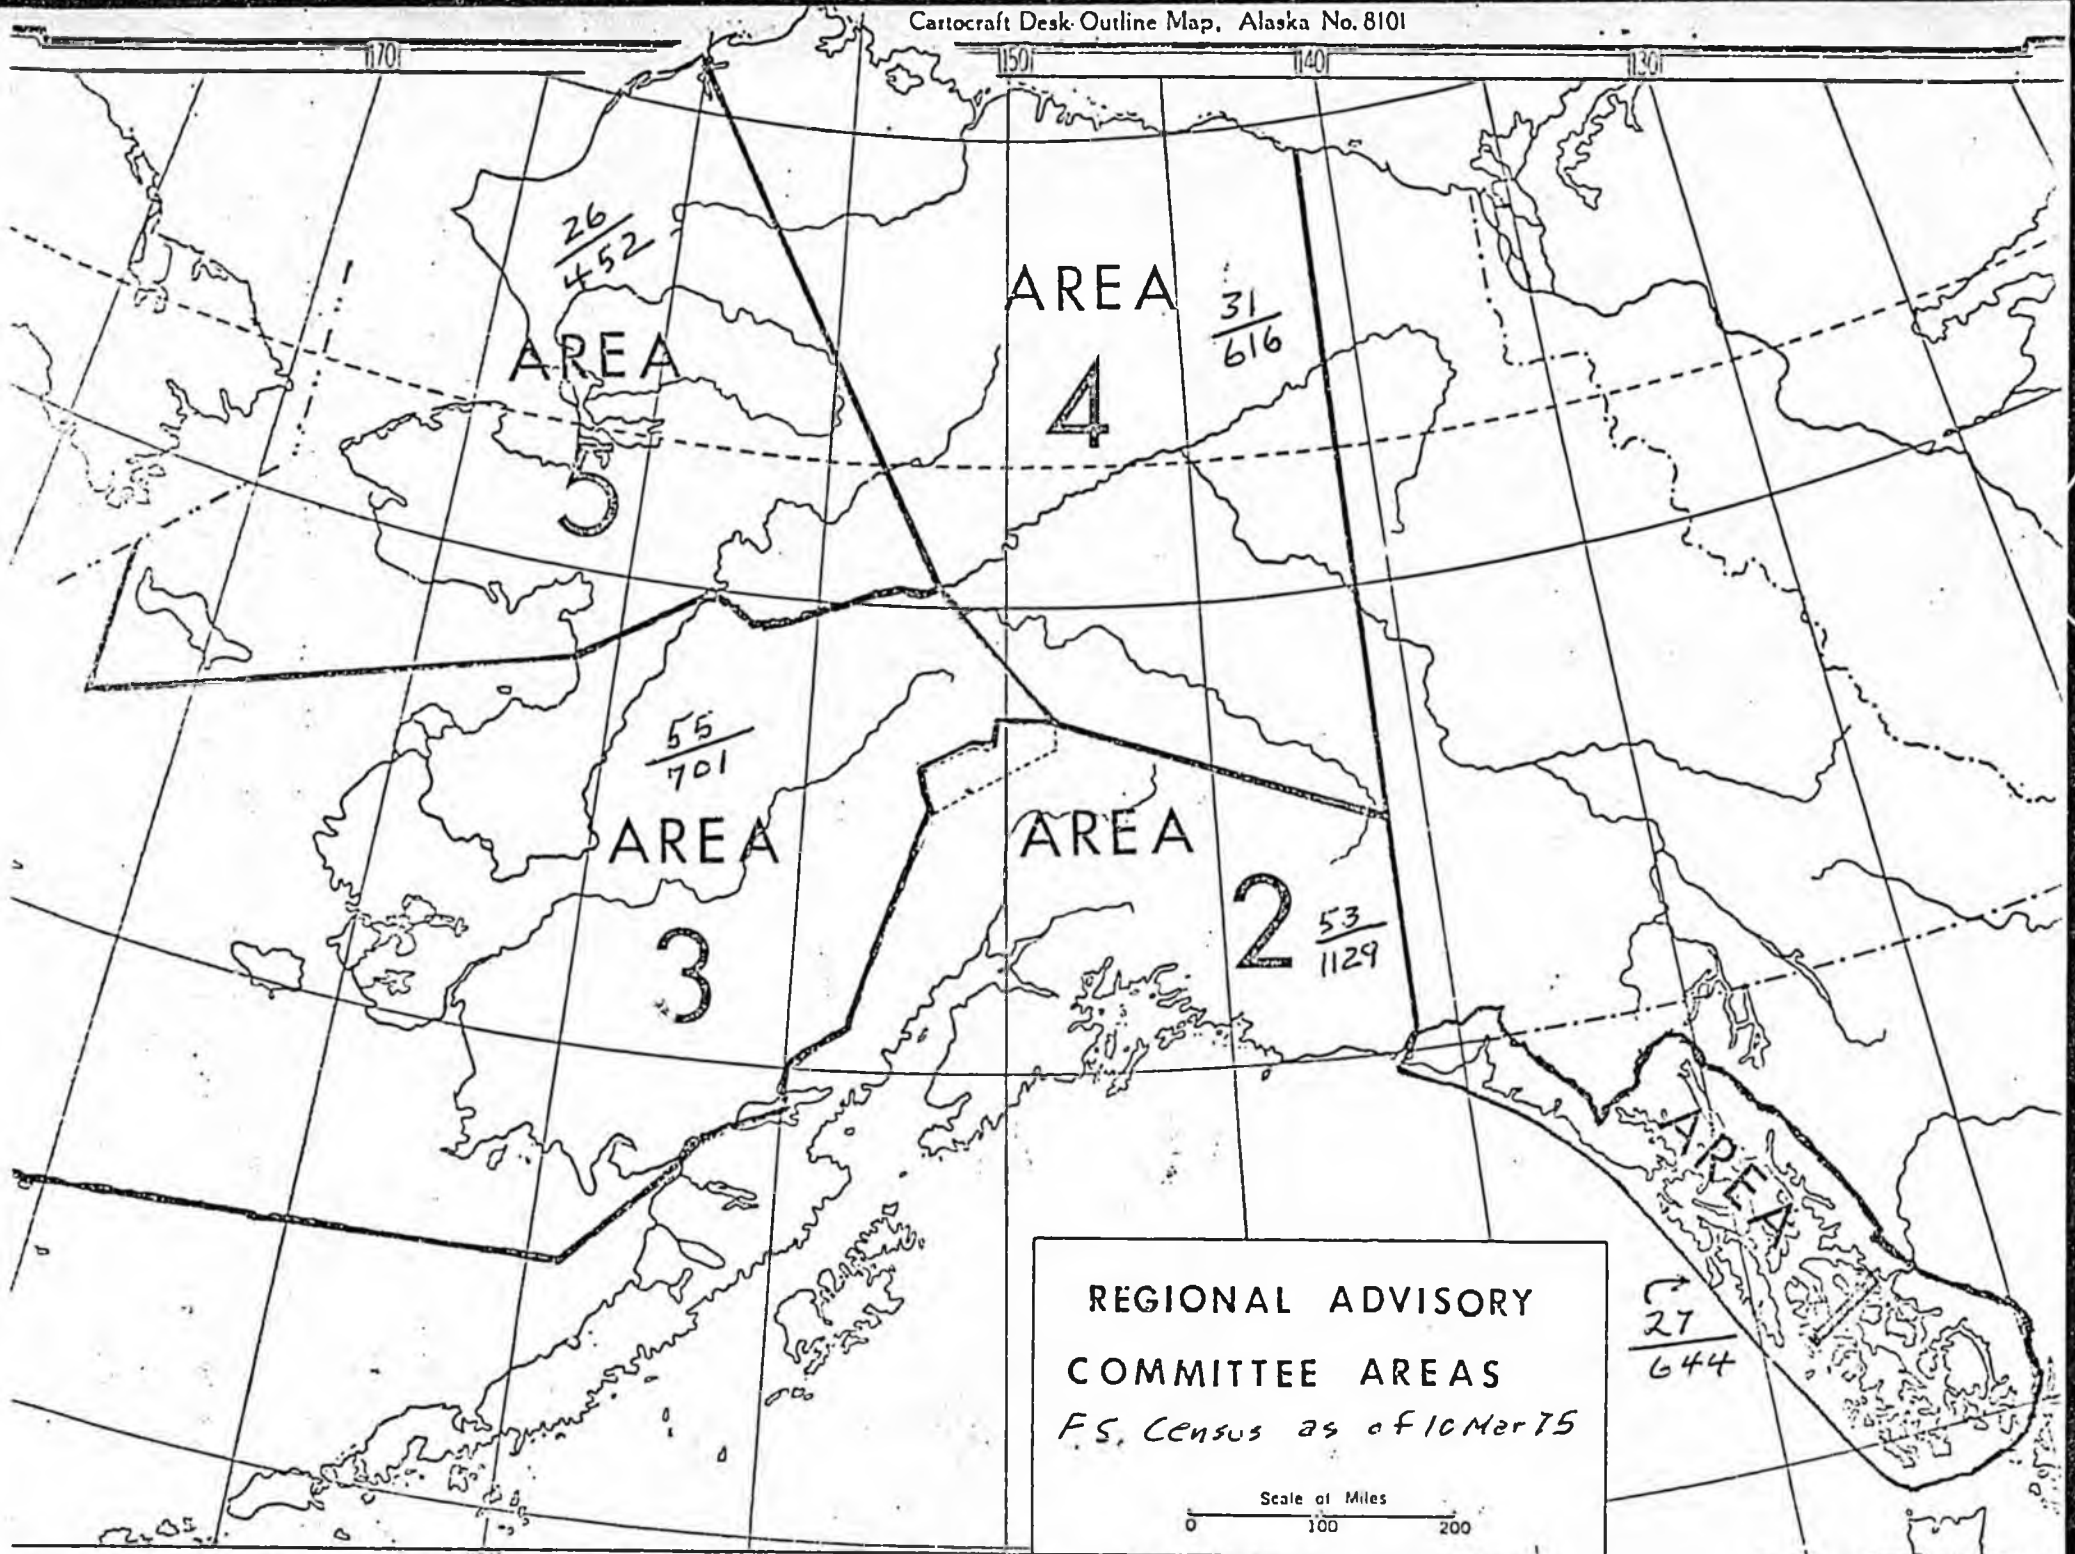 Cartocraft Desk-Outline Map, Alaska No. 8101
170
150
140
130
26
452
AREA
5
AREA
4
31
616
55
701
AREA
3
AREA
2
53
1129
AREA
1
27
644
REGIONAL ADVISORY
COMMITTEE AREAS
F.S. Census as of 10 Mar 75
Scale of Miles
0 100 200